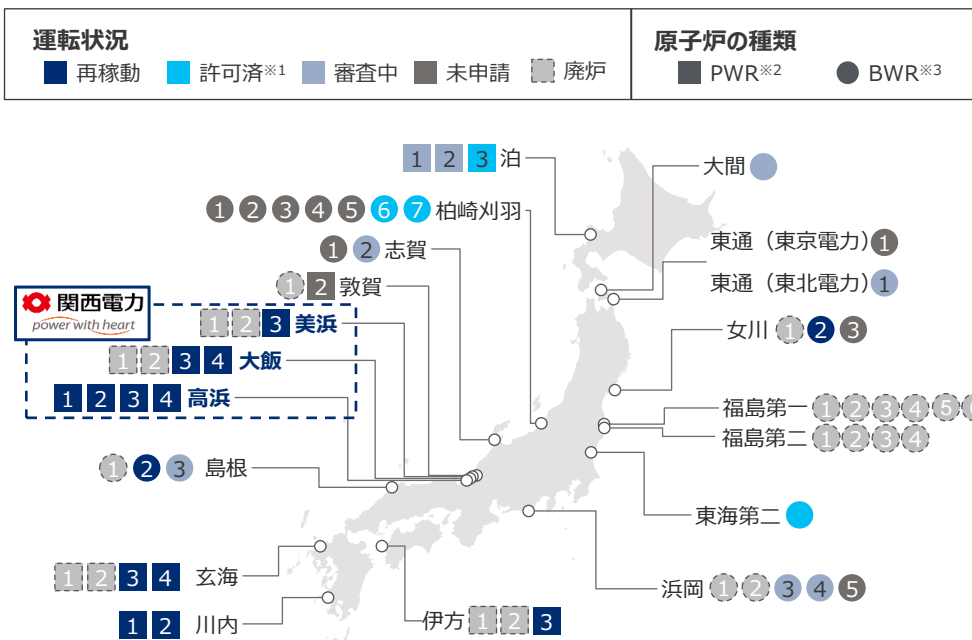 運転状況
再稼動 許可済※1 審査中 未申請 廃炉
原子炉の種類
PWR※2 BWR※3
1 2 3 泊
大間
1 2 3 4 5 6 7 柏崎刈羽
東通（東京電力） 1
1 2 志賀
東通（東北電力） 1
1 2 敦賀
関西電力
power with heart
1 2 3 美浜
女川 1 2 3
1 2 3 4 大飯
1 2 3 4 高浜
福島第一 1 2 3 4 5
福島第二 1 2 3 4
1 2 3 島根
東海第二
1 2 3 4 玄海
浜岡 1 2 3 4 5
1 2 川内
伊方 1 2 3